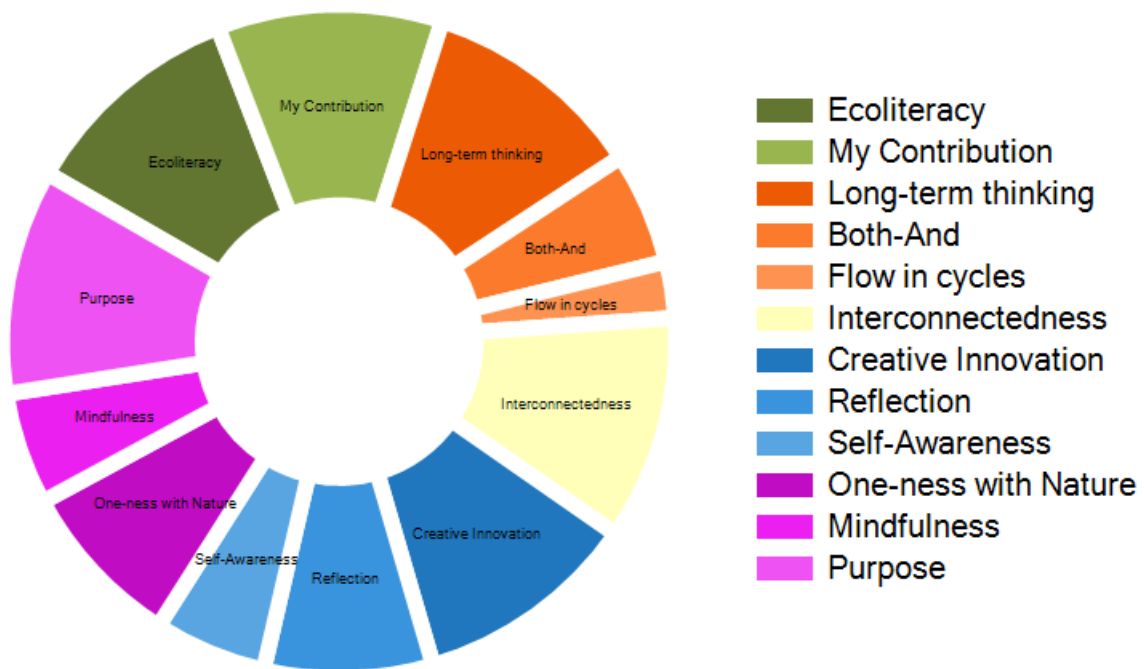 My Contribution
Ecoliteracy
Long-term thinking
Both-And
Purpose
Flow in cycles
Interconnectedness
Mindfulness
One-ness with Nature
Creative Innovation
Self-Awareness
Reflection
Ecoliteracy
My Contribution
Long-term thinking
Both-And
Flow in cycles
Interconnectedness
Creative Innovation
Reflection
Self-Awareness
One-ness with Nature
Mindfulness
Purpose